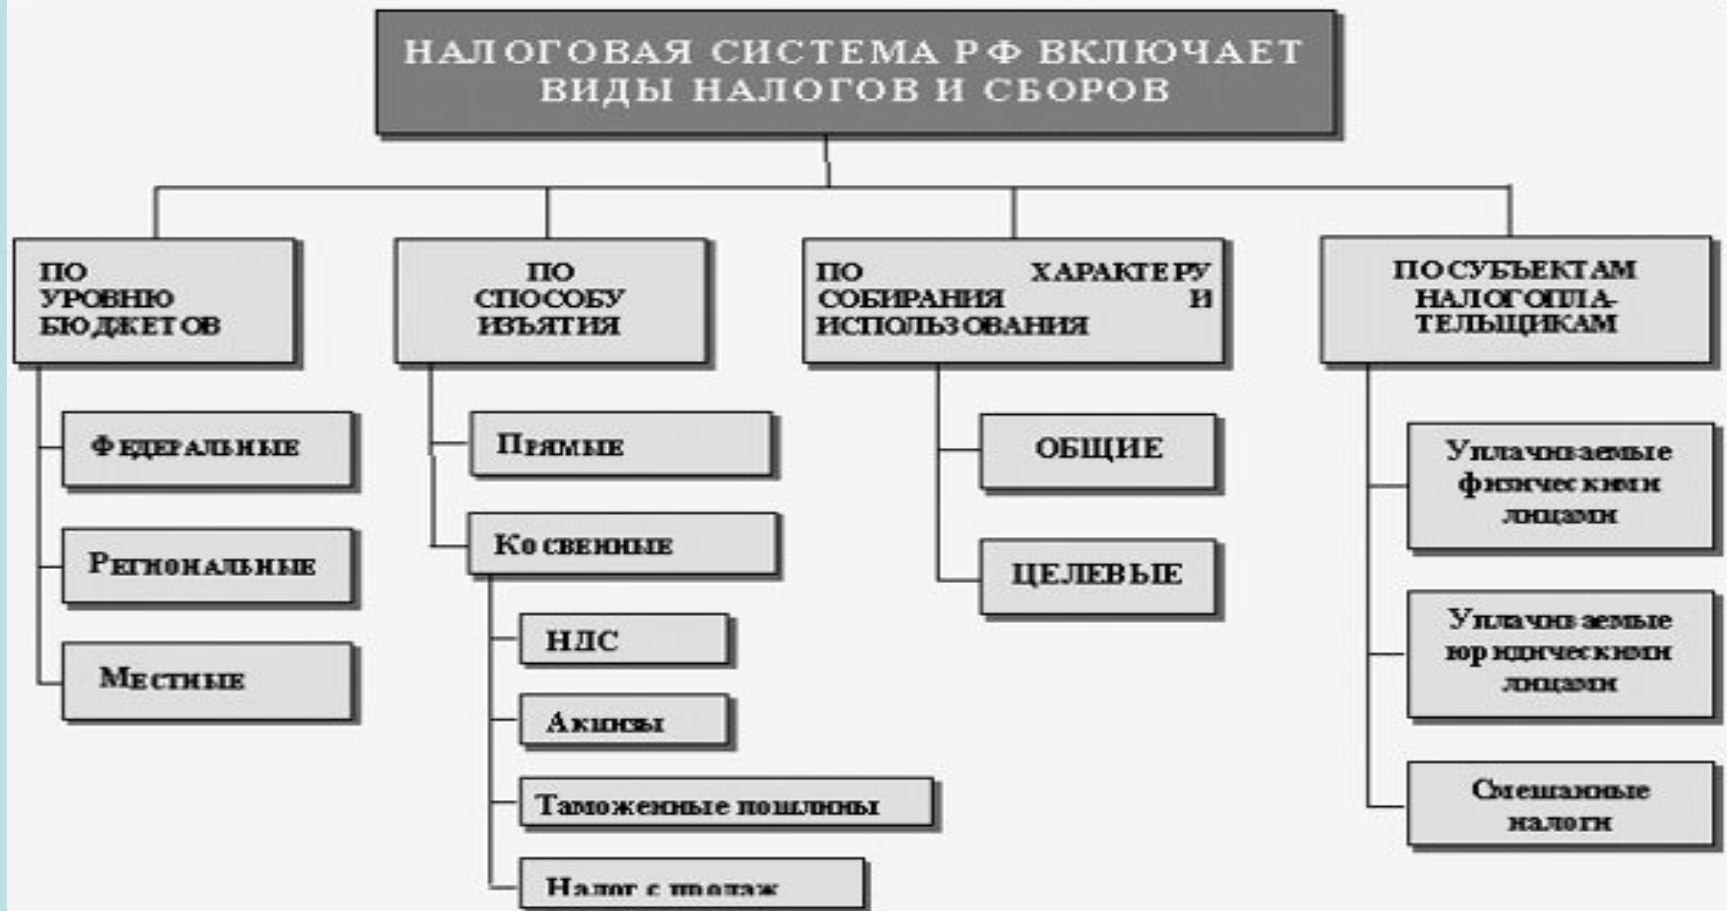 НАЛОГОВАЯ СИСТЕМА РФ ВКЛЮЧАЕТ
ВИДЫ НАЛОГОВ И СБОРОВ
ПО
УРОВНЮ
БЮДЖЕТОВ
ФЕДЕРАЛЬНЫЕ
РЕГИОНАЛЬНЫЕ
МЕСТНЫЕ
ПО
СПОСОБУ
ИЗЪЯТИЯ
ПРЯМЫЕ
КОСВЕННЫЕ
НДС
Акцизы
Таможенные пошлины
Налог с продаж
ПО ХАРАКТЕРУ
СОБИРАНИЯ И
ИСПОЛЬЗОВАНИЯ
ОБЩИЕ
ЦЕЛЕВЫЕ
ПО СУБЪЕКТАМ
НАЛОГОПЛА-
ТЕЛЬЩИКАМ
Уплачиваемые
физическими
лицами
Уплачиваемые
юридическими
лицами
Смешанные
налоги